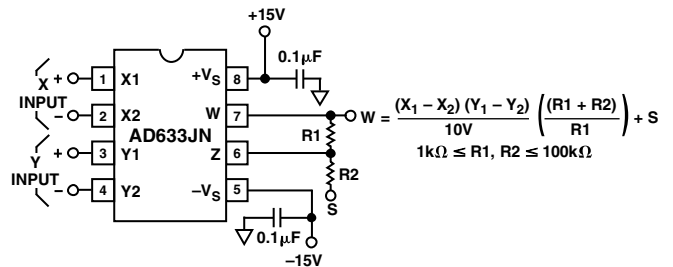 +15V
0.1μF
X
+
1
X1
+VS
8
INPUT
–
2
X2
W
7
W = (X1 – X2) (Y1 – Y2) / 10V ((R1 + R2) / R1) + S
AD633JN
R1
1kΩ ≤ R1, R2 ≤ 100kΩ
Y
+
3
Y1
Z
6
INPUT
R2
–
4
Y2
–VS
5
S
0.1μF
–15V